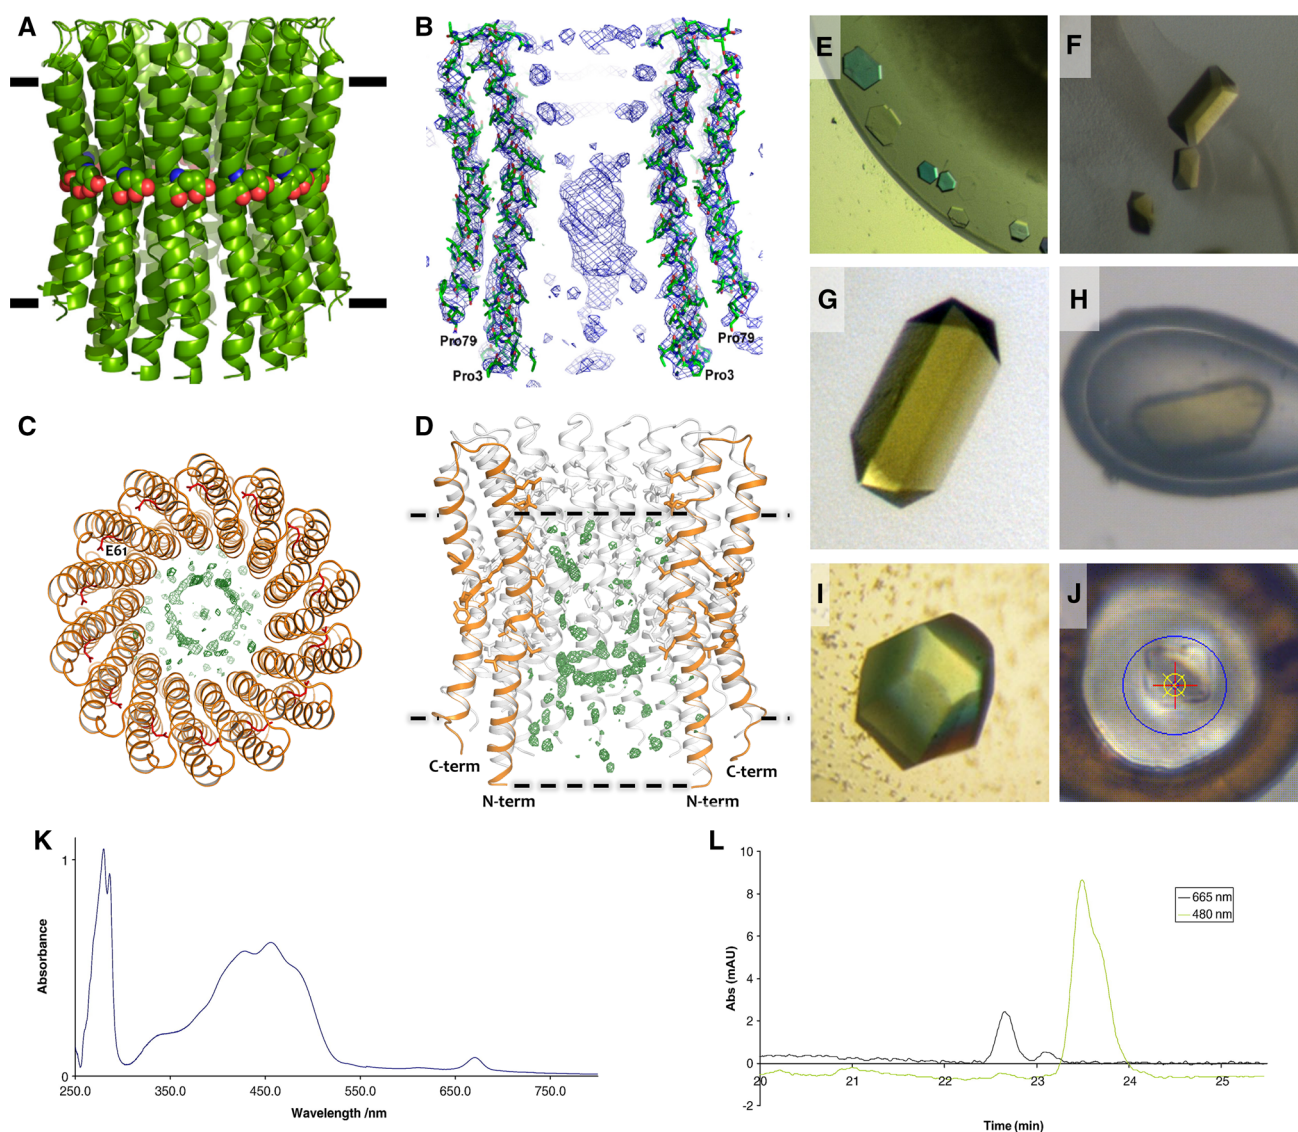 A
B
Pro79
Pro79
Pro3
Pro3
C
E61
D
C-term
C-term
N-term
N-term
E
F
G
H
I
J
K
1
0
250.0
350.0
450.0
550.0
650.0
750.0
Absorbance
Wavelength /nm
L
10
8
6
4
2
0
-2
20
21
22
23
24
25
Abs (mAU)
Time (min)
665 nm
480 nm